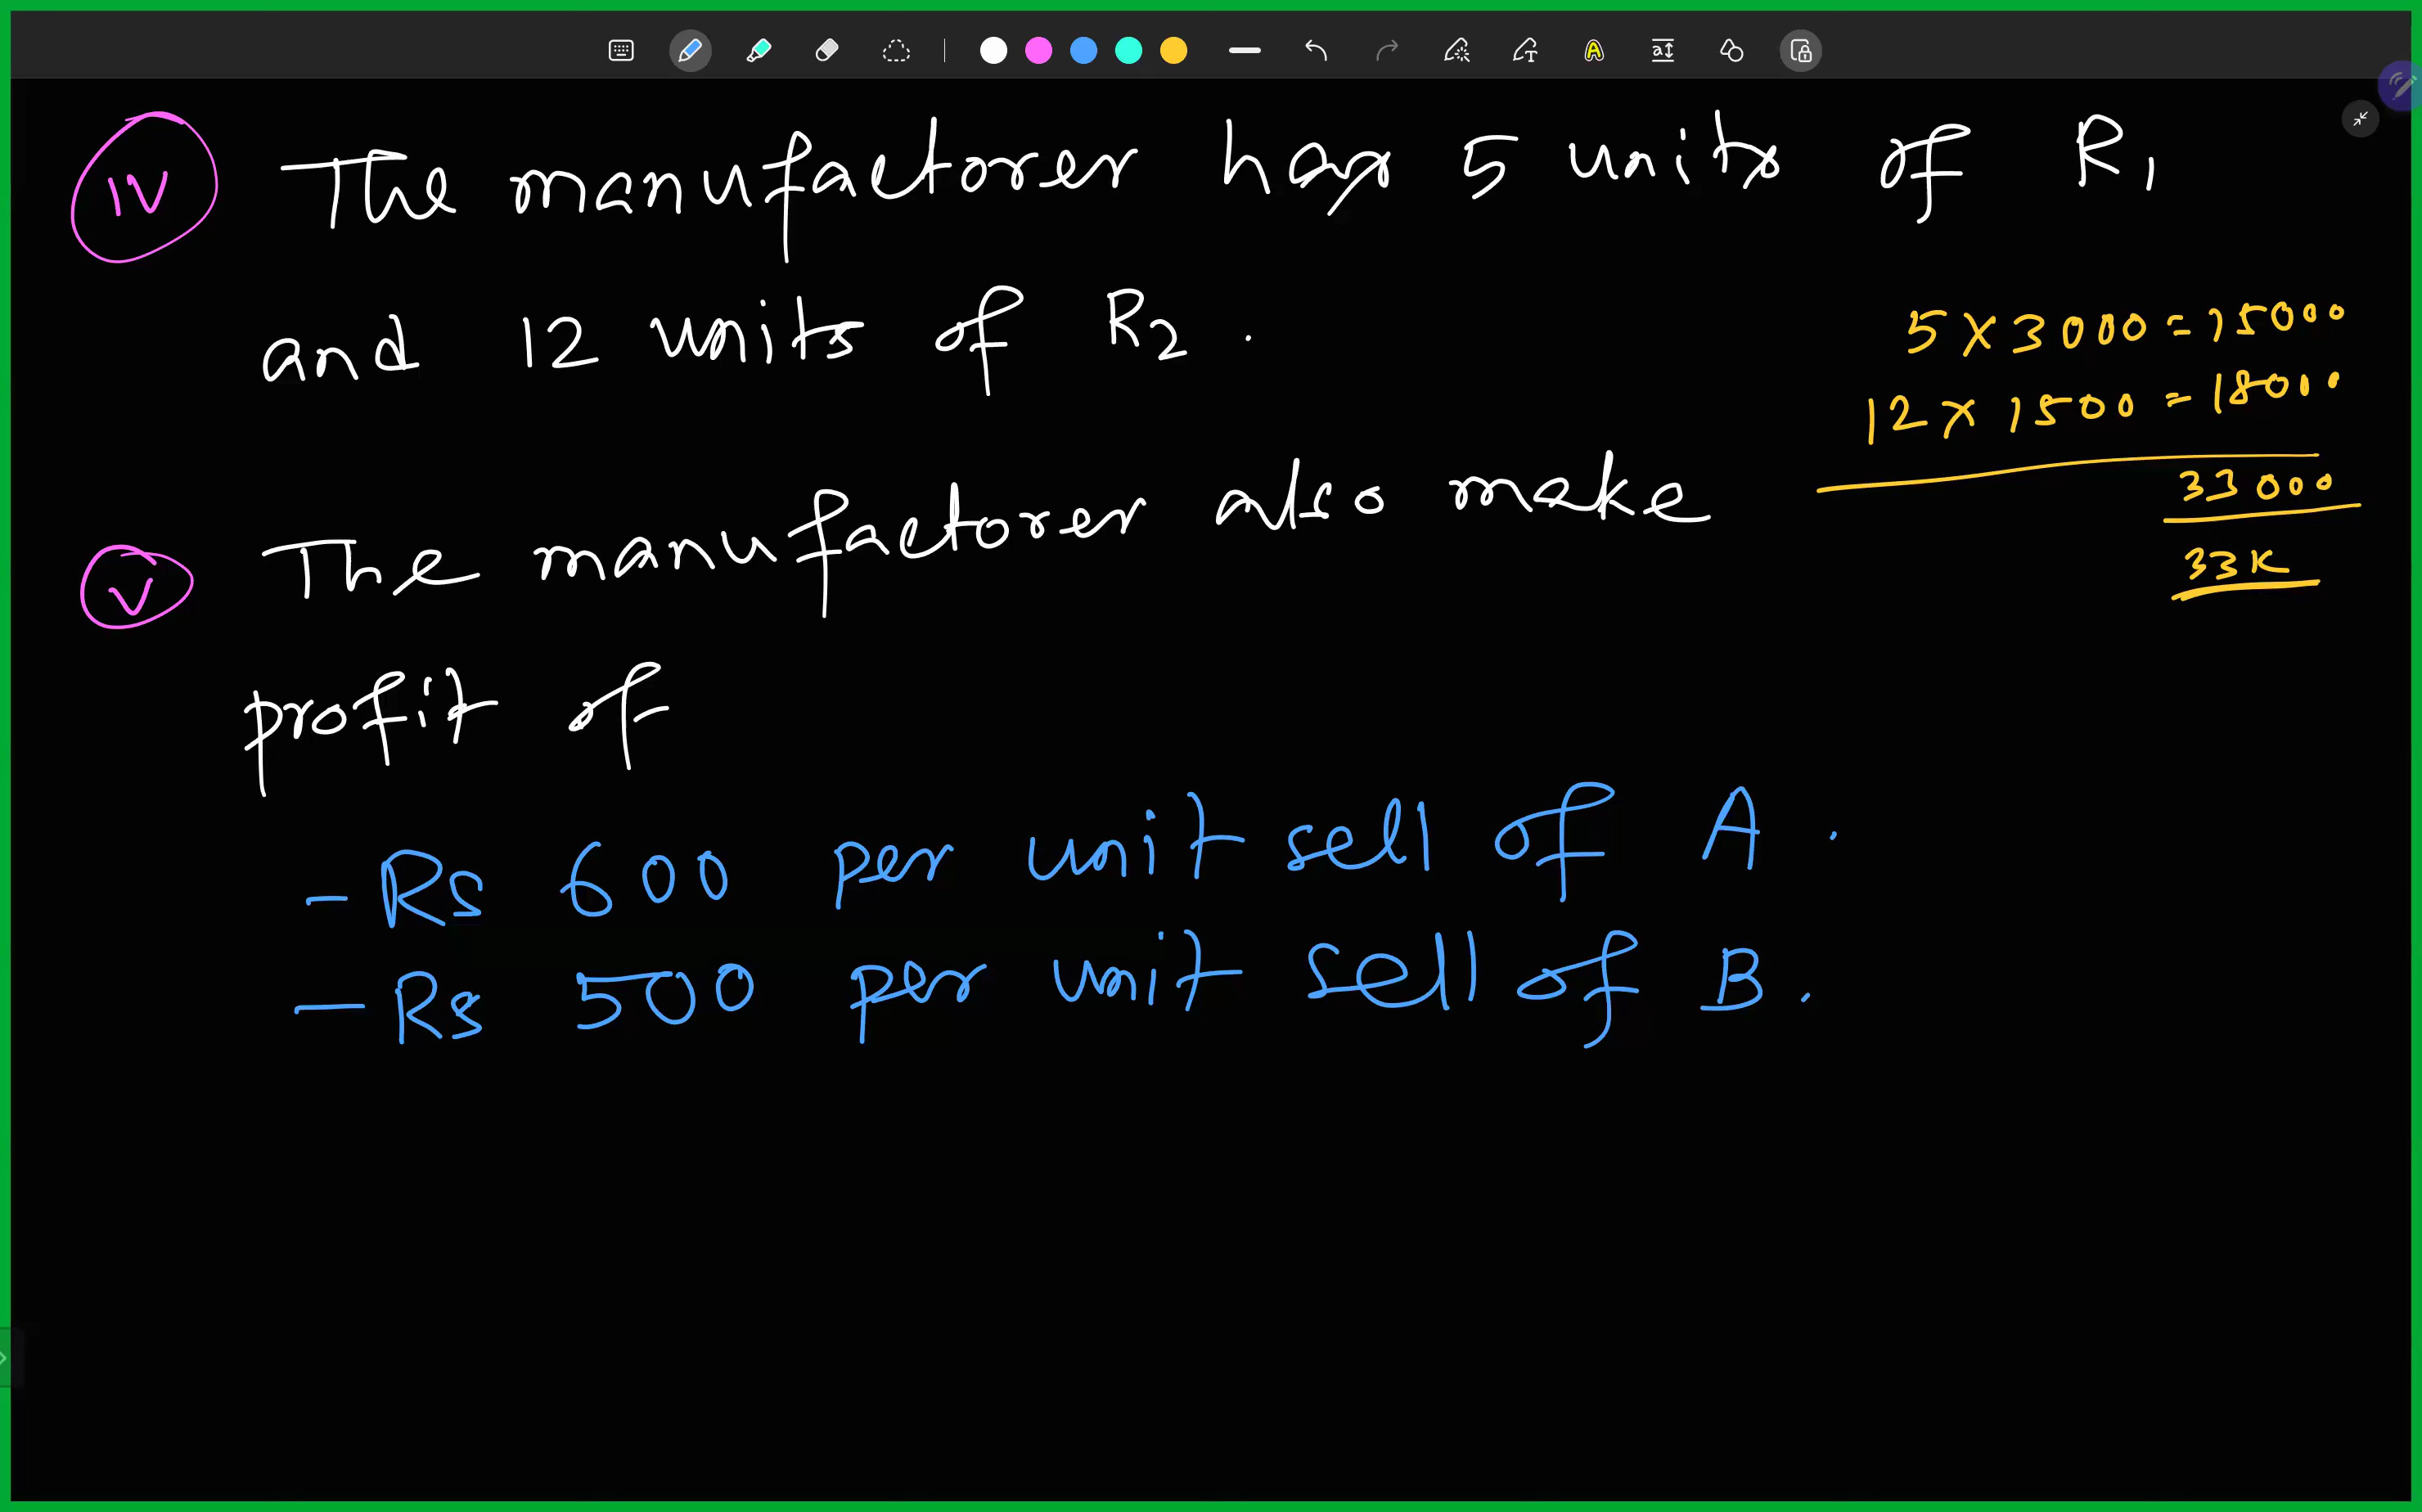 IV The manufactorer has 5 units of R1
and 12 units of R2.
5 x 3000 = 15000
12 x 1500 = 18000
33000
33K
V The manufactorer also make
profit of
- Rs 600 per unit sell of A.
- Rs 500 per unit sell of B.